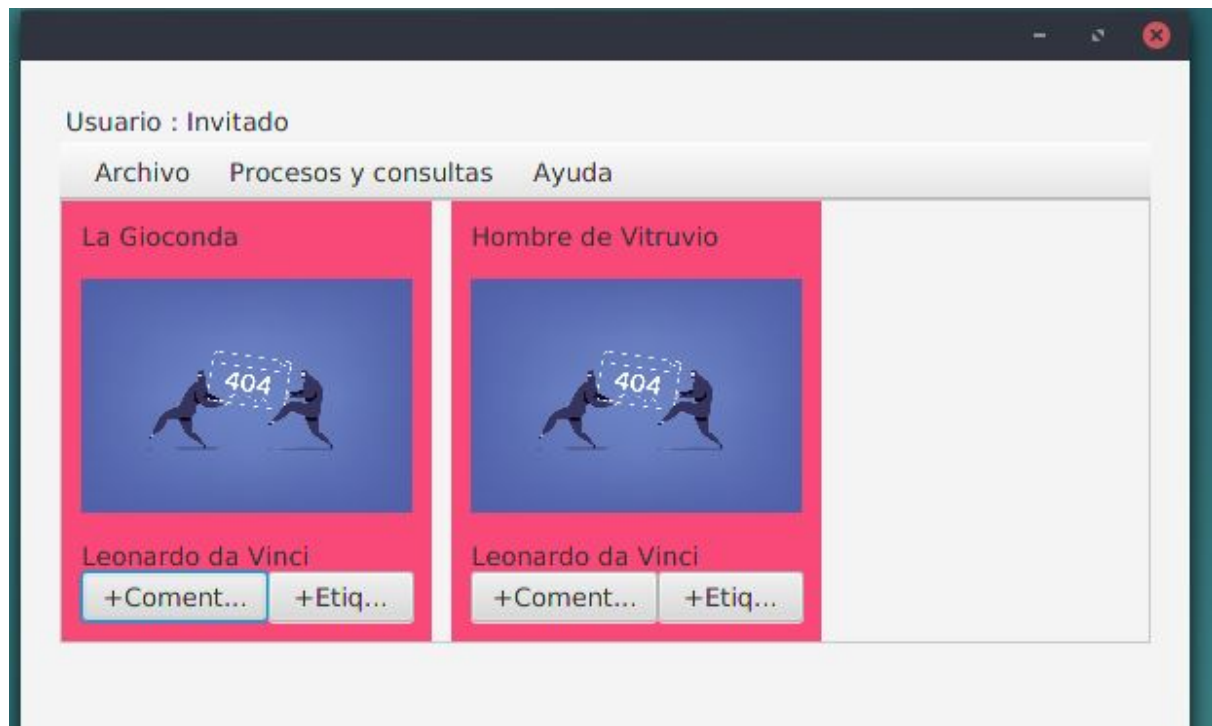 Usuario : Invitado
Archivo Procesos y consultas Ayuda
La Gioconda
404
Leonardo da Vinci
+Coment... +Etiq...
Hombre de Vitruvio
404
Leonardo da Vinci
+Coment... +Etiq...